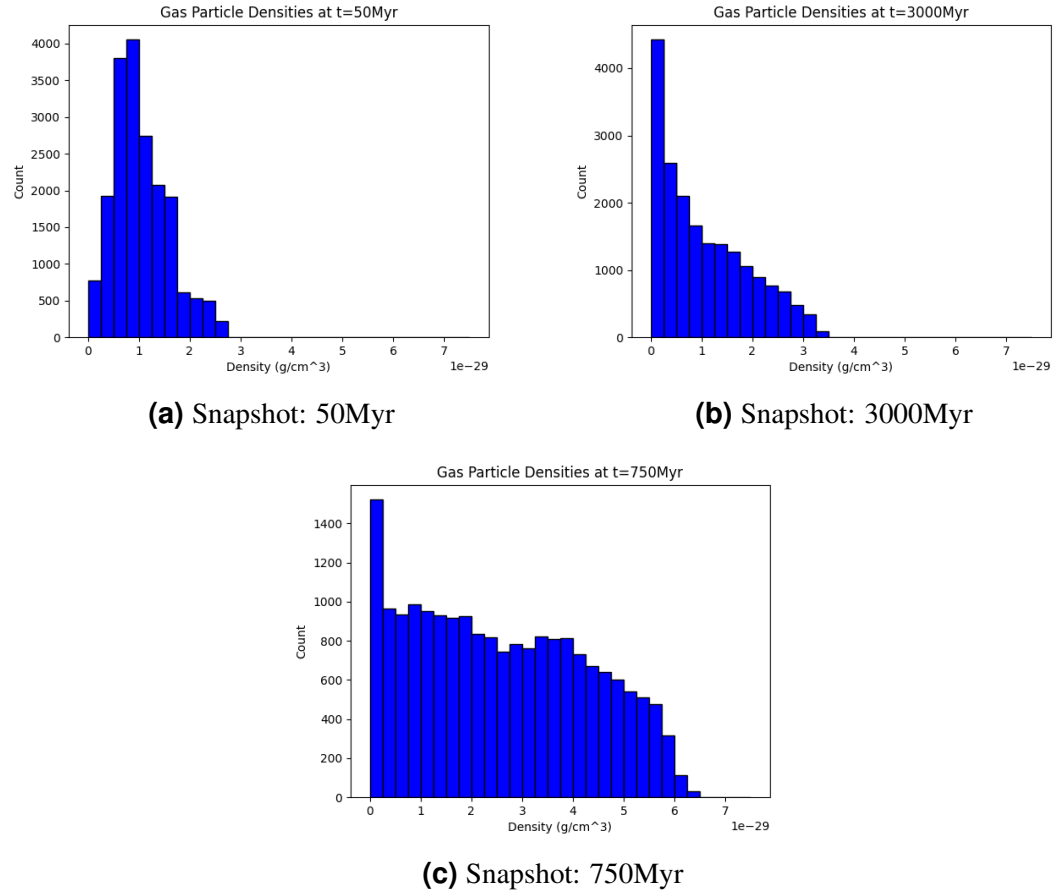 Gas Particle Densities at t=50Myr
4000
3500
3000
2500
2000
1500
1000
500
0
Count
0 1 2 3 4 5 6 7
1e−29
Density (g/cm^3)
(a) Snapshot: 50Myr
Gas Particle Densities at t=3000Myr
4000
3000
2000
1000
0
Count
0 1 2 3 4 5 6 7
1e−29
Density (g/cm^3)
(b) Snapshot: 3000Myr
Gas Particle Densities at t=750Myr
1400
1200
1000
800
600
400
200
0
Count
0 1 2 3 4 5 6 7
1e−29
Density (g/cm^3)
(c) Snapshot: 750Myr